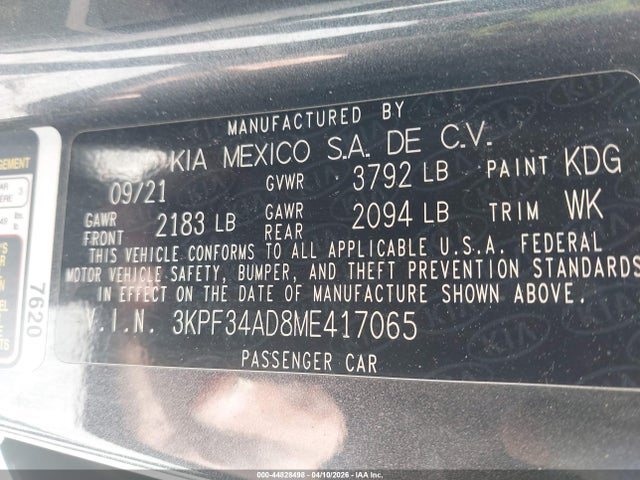 MANUFACTURED BY
KIA MEXICO S.A. DE C.V.
09/21 GVWR 3792 LB PAINT KDG
GAWR FRONT 2183 LB GAWR REAR 2094 LB TRIM WK
THIS VEHICLE CONFORMS TO ALL APPLICABLE U.S.A. FEDERAL
MOTOR VEHICLE SAFETY, BUMPER, AND THEFT PREVENTION STANDARDS
IN EFFECT ON THE DATE OF MANUFACTURE SHOWN ABOVE.
V.I.N. 3KPF34AD8ME417065
PASSENGER CAR
7620
000-44828498 - 04/10/2026 - IAA Inc.